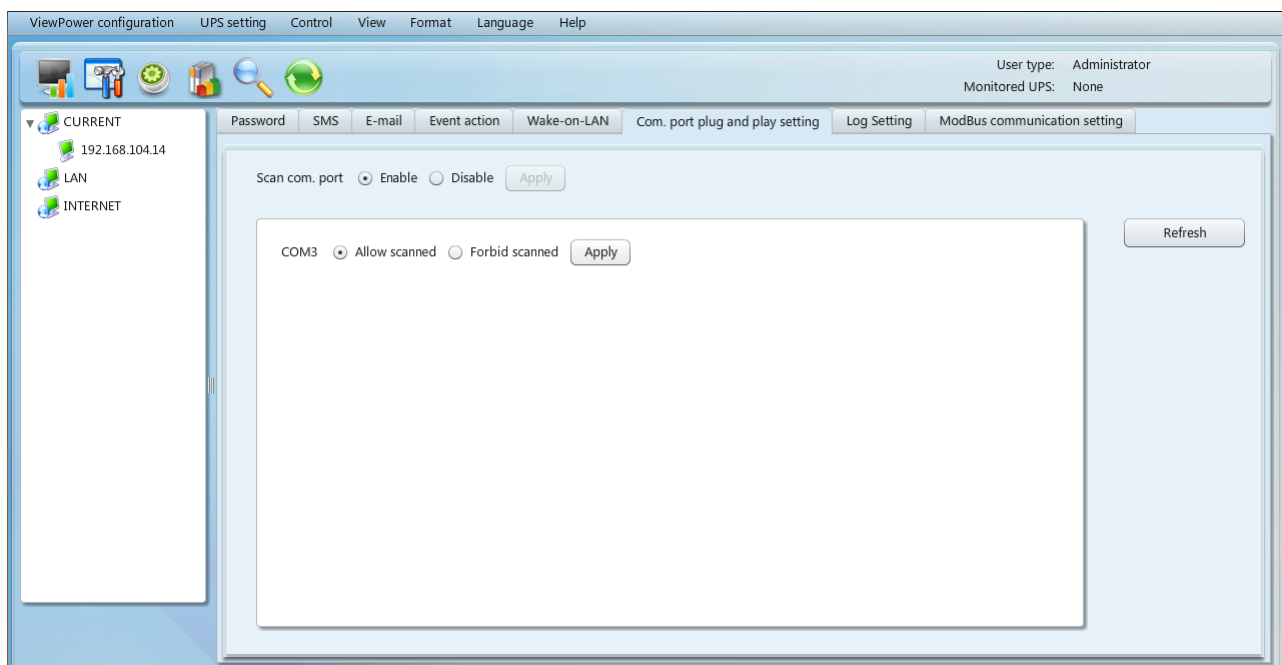 ViewPower configuration UPS setting Control View Format Language Help
User type: Administrator
Monitored UPS: None
CURRENT
192.168.104.14
LAN
INTERNET
Password SMS E-mail Event action Wake-on-LAN Com. port plug and play setting Log Setting ModBus communication setting
Scan com. port Enable Disable Apply
COM3 Allow scanned Forbid scanned Apply
Refresh